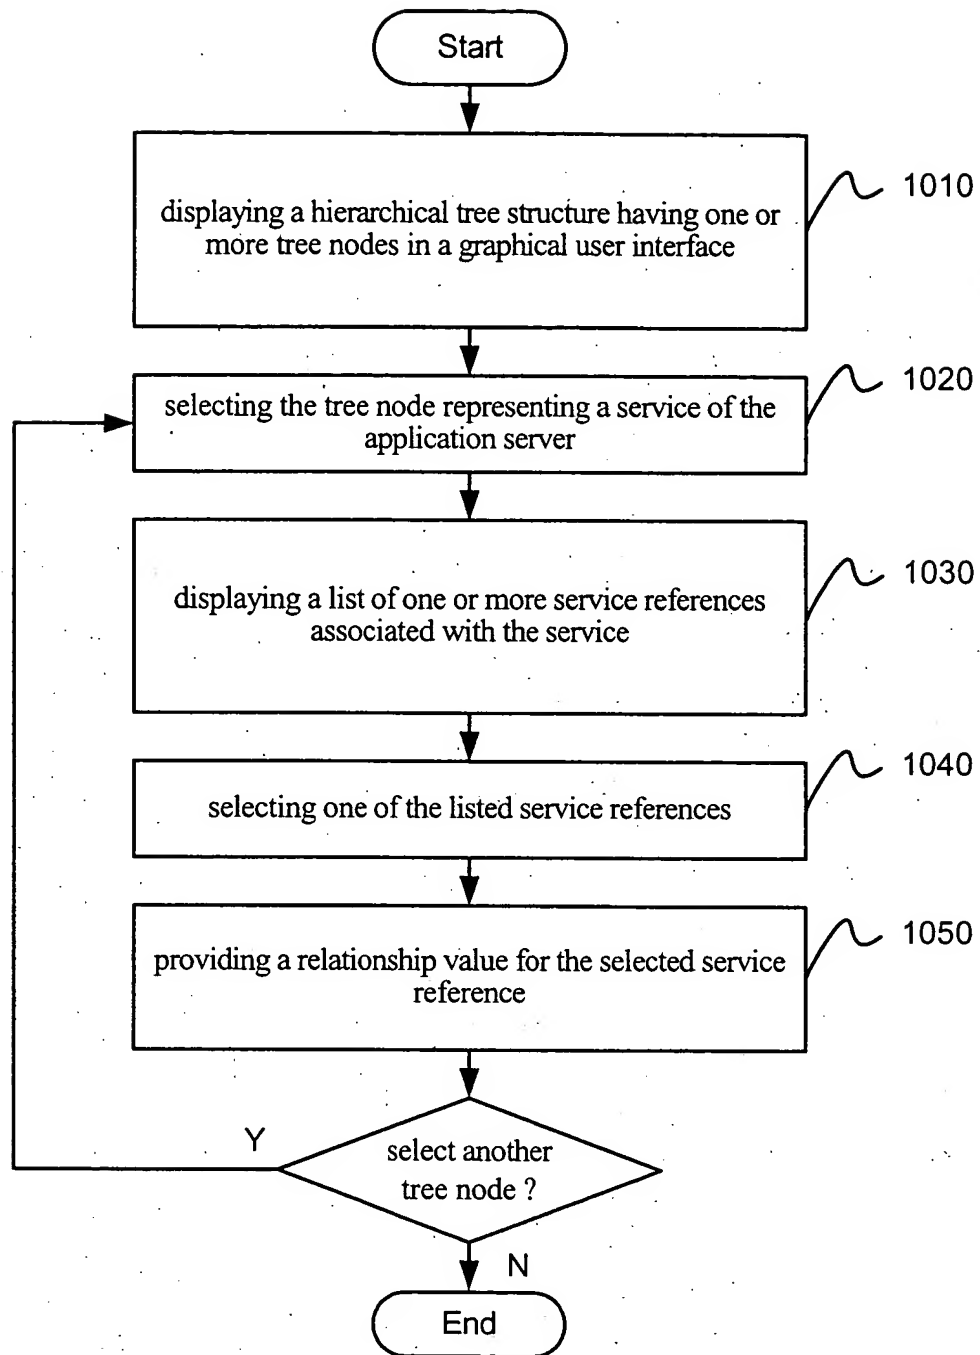 Start
displaying a hierarchical tree structure having one or
more tree nodes in a graphical user interface
1010
selecting the tree node representing a service of the
application server
1020
displaying a list of one or more service references
associated with the service
1030
selecting one of the listed service references
1040
providing a relationship value for the selected service
reference
1050
select another
tree node ?
Y
N
End